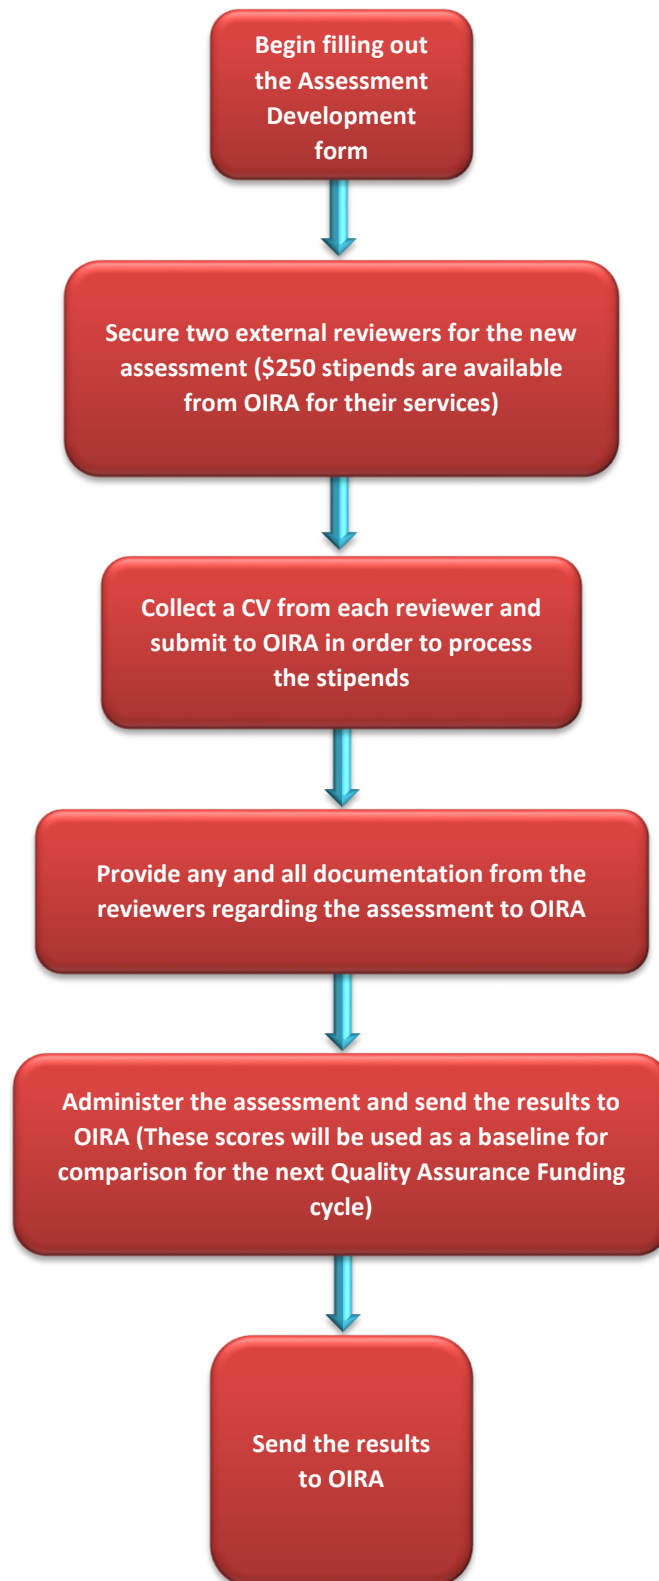 Begin filling out
the Assessment
Development
form
Secure two external reviewers for the new
assessment ($250 stipends are available
from OIRA for their services)
Collect a CV from each reviewer and
submit to OIRA in order to process
the stipends
Provide any and all documentation from the
reviewers regarding the assessment to OIRA
Administer the assessment and send the results to
OIRA (These scores will be used as a baseline for
comparison for the next Quality Assurance Funding
cycle)
Send the results
to OIRA